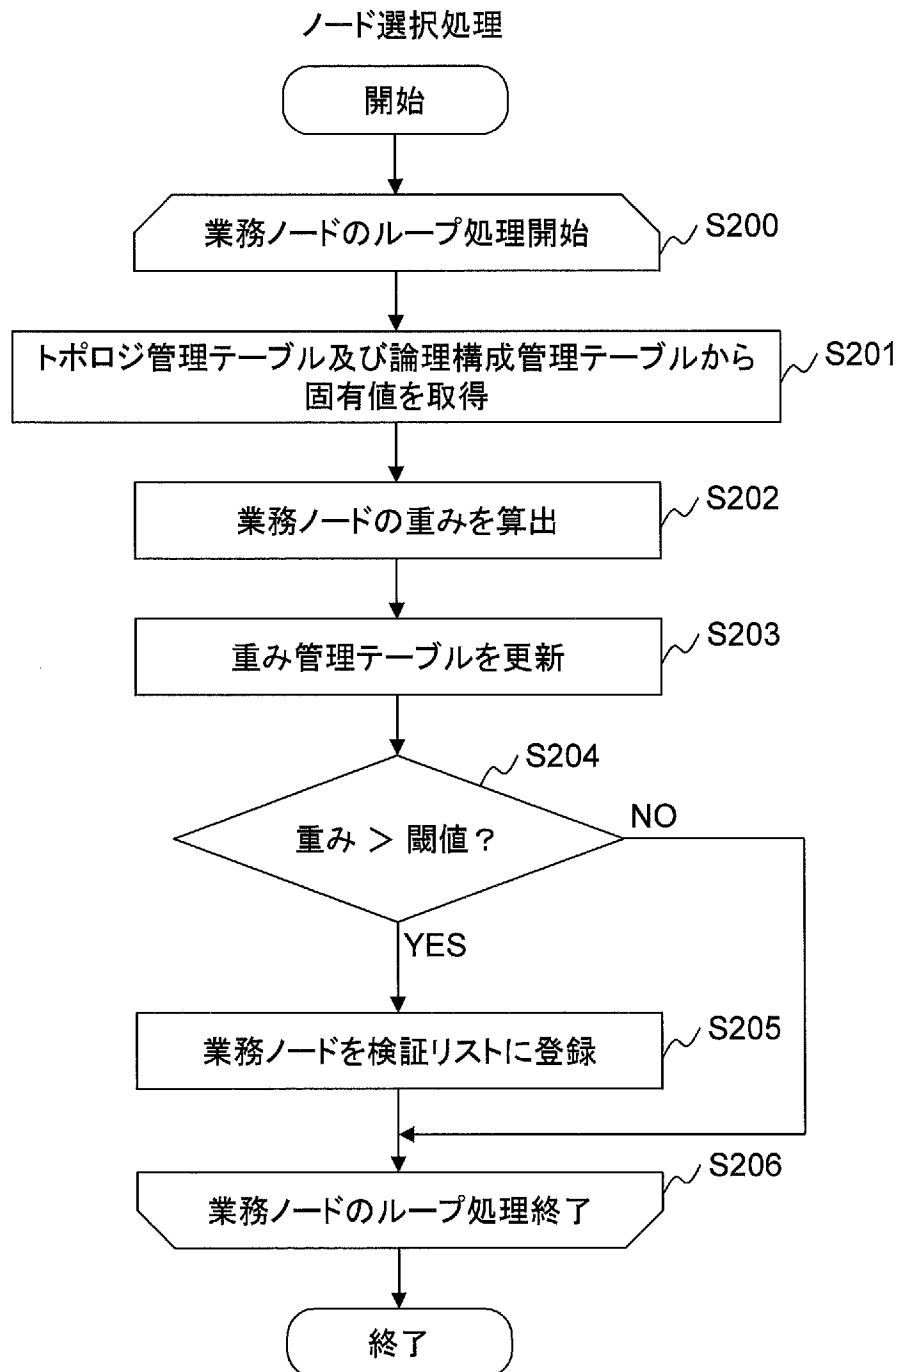 ノード選択処理
開始
業務ノードのループ処理開始
S200
トポロジ管理テーブル及び論理構成管理テーブルから
固有値を取得
S201
業務ノードの重みを算出
S202
重み管理テーブルを更新
S203
重み > 閾値?
S204
NO
YES
業務ノードを検証リストに登録
S205
業務ノードのループ処理終了
S206
終了